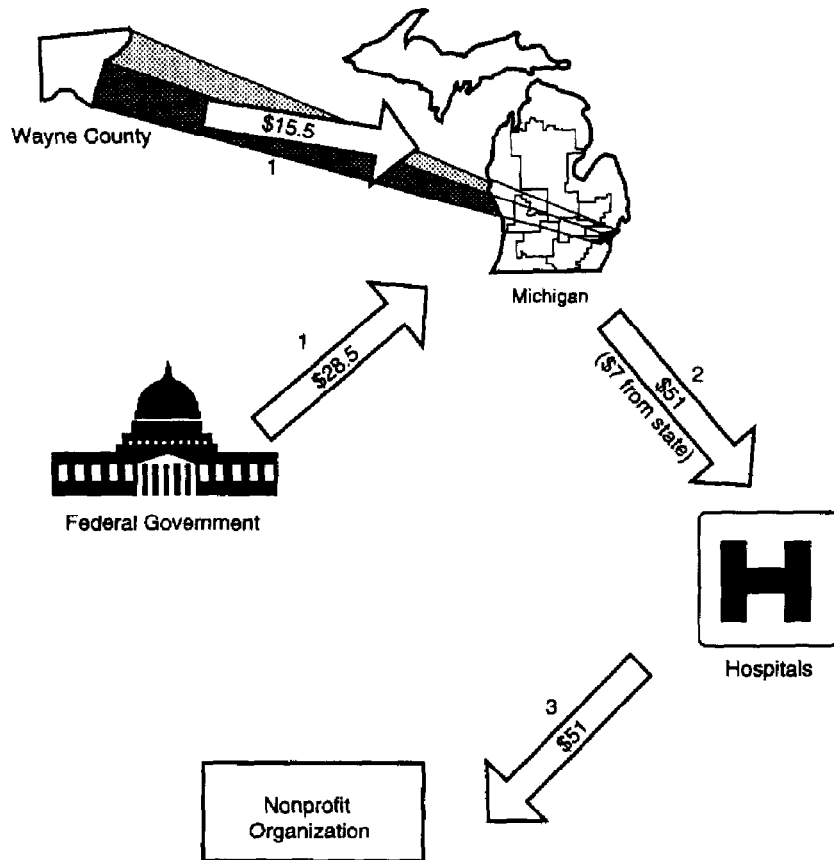 $15.5
Wayne County
1
Michigan
1
$28.5
2
$51
($7 from state)
Federal Government
H
Hospitals
3
$51
Nonprofit
Organization